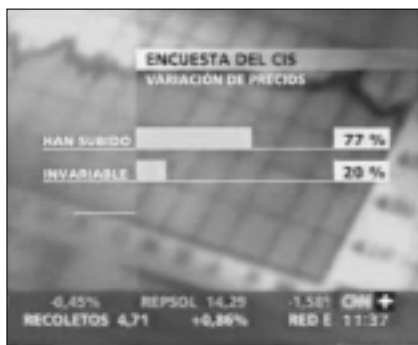 ENCUESTA DEL CIS
VARIACIÓN DE PRECIOS
HAN SUBIDO 77 %
INVARIABLE 20 %
-0,45% REPSOL 14,29 -1,58% CNN+
RECOLETOS 4,71 +0,86% RED E 11:37